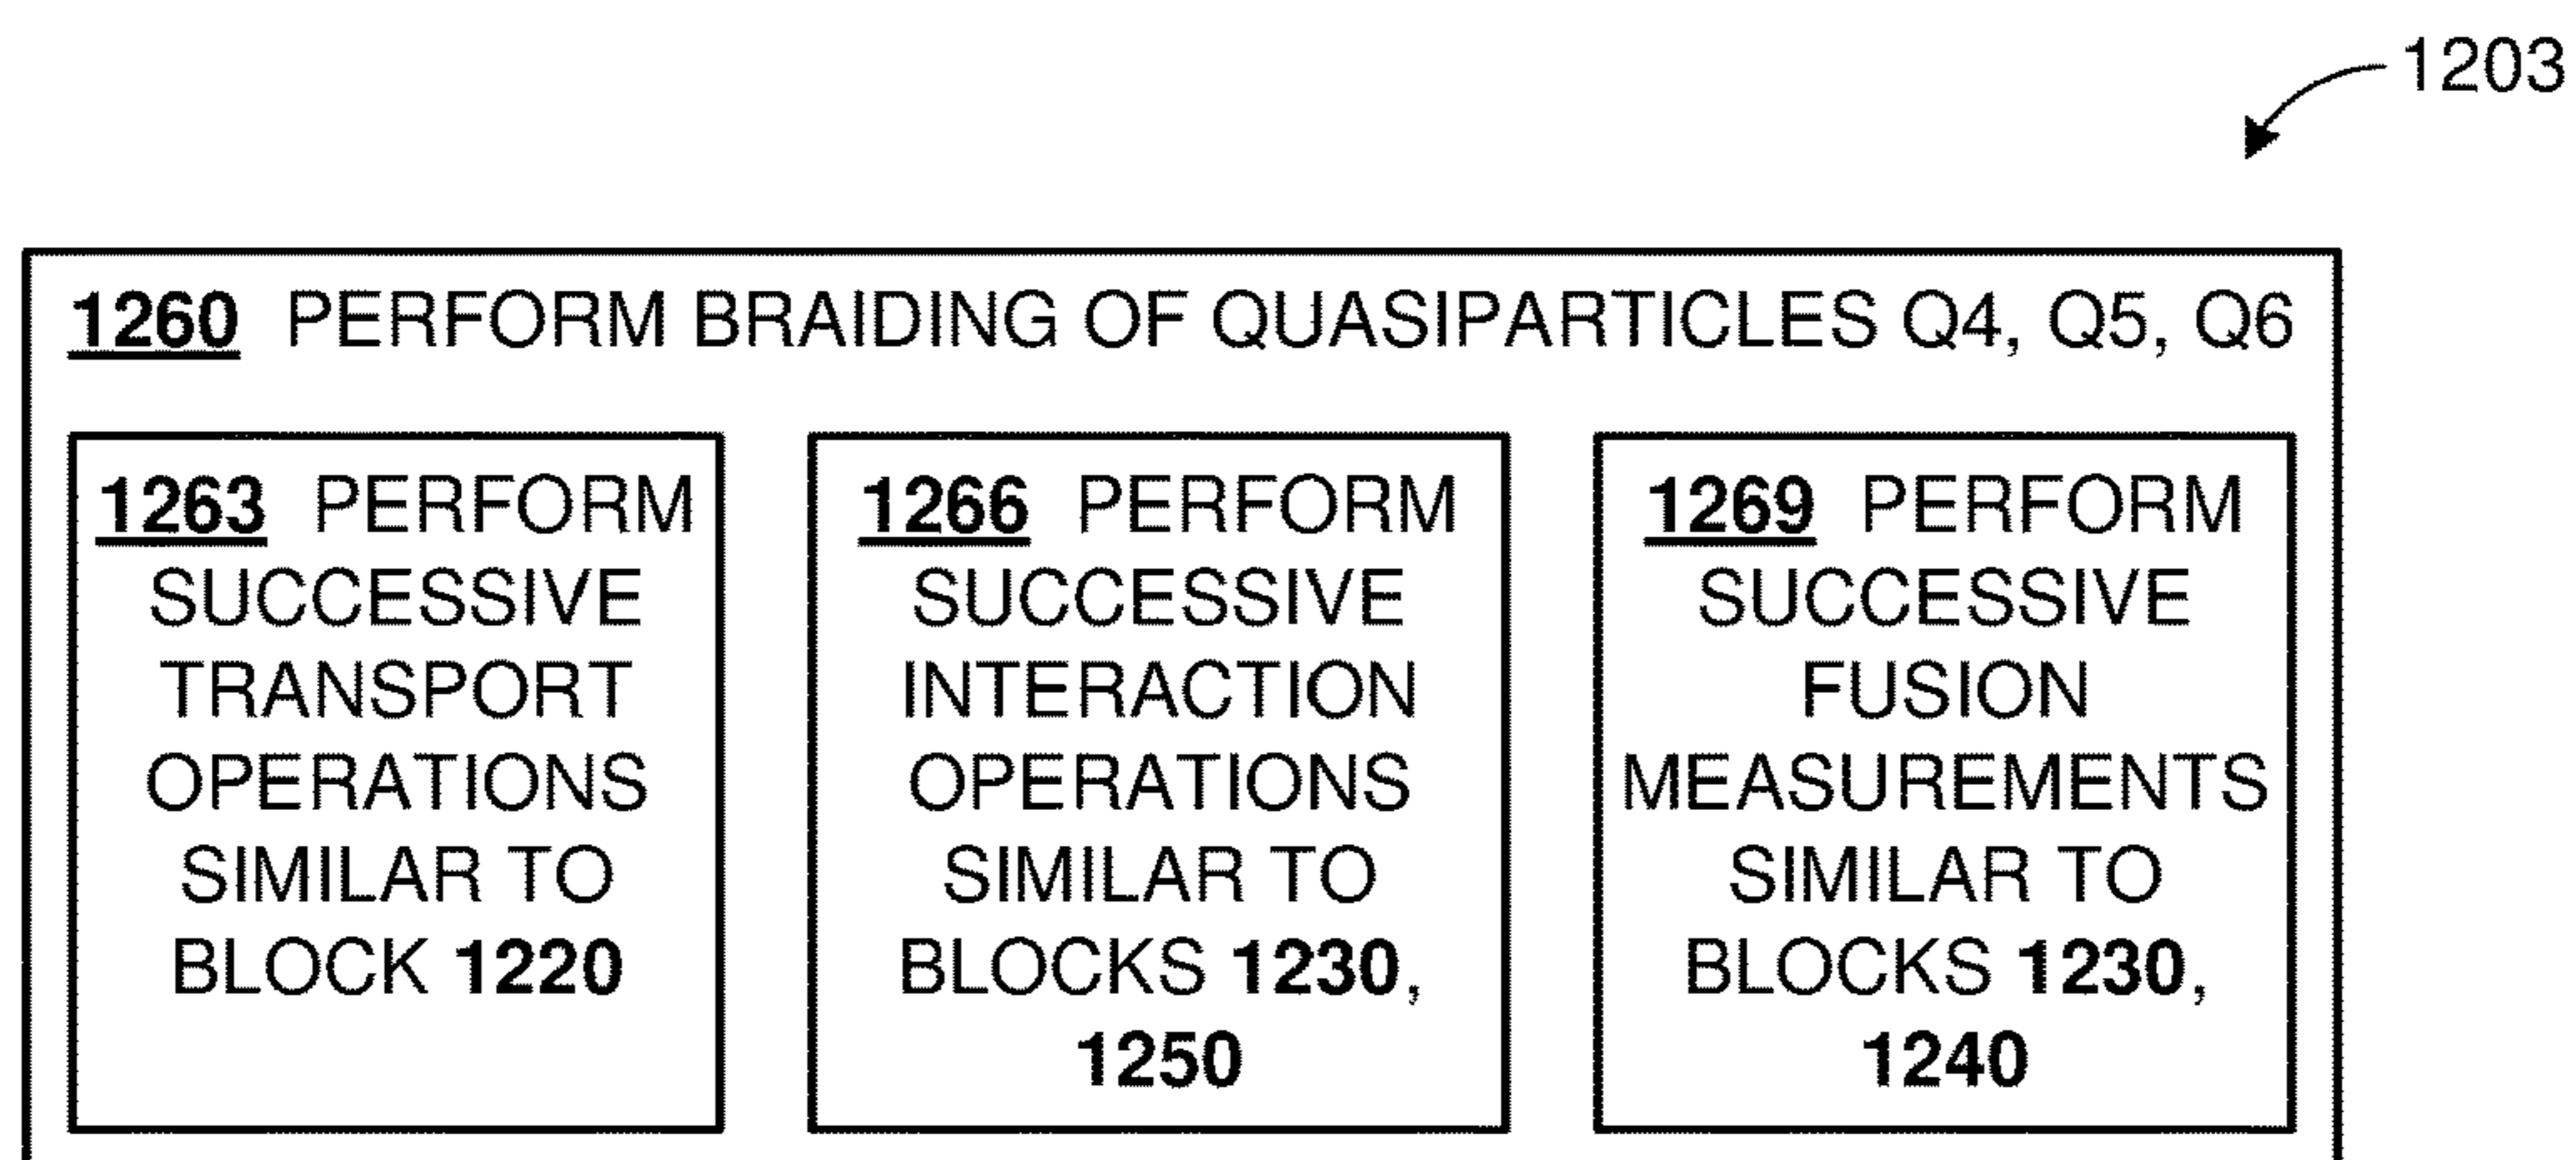 1203
1260 PERFORM BRAIDING OF QUASIPARTICLES Q4, Q5, Q6
1263 PERFORM
SUCCESSIVE
TRANSPORT
OPERATIONS
SIMILAR TO
BLOCK 1220
1266 PERFORM
SUCCESSIVE
INTERACTION
OPERATIONS
SIMILAR TO
BLOCKS 1230,
1250
1269 PERFORM
SUCCESSIVE
FUSION
MEASUREMENTS
SIMILAR TO
BLOCKS 1230,
1240